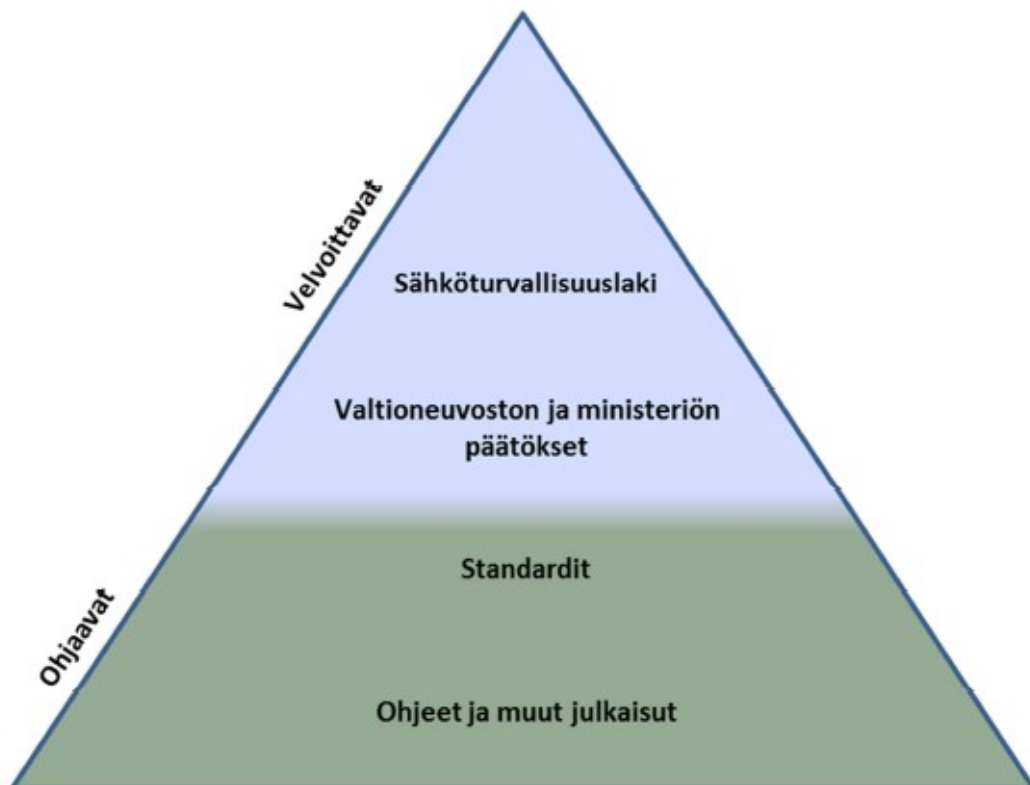 Velvoittavat
Sähköturvallisuuslaki
Valtioneuvoston ja ministeriön
päätökset
Ohjaavat
Standardit
Ohjeet ja muut julkaisut